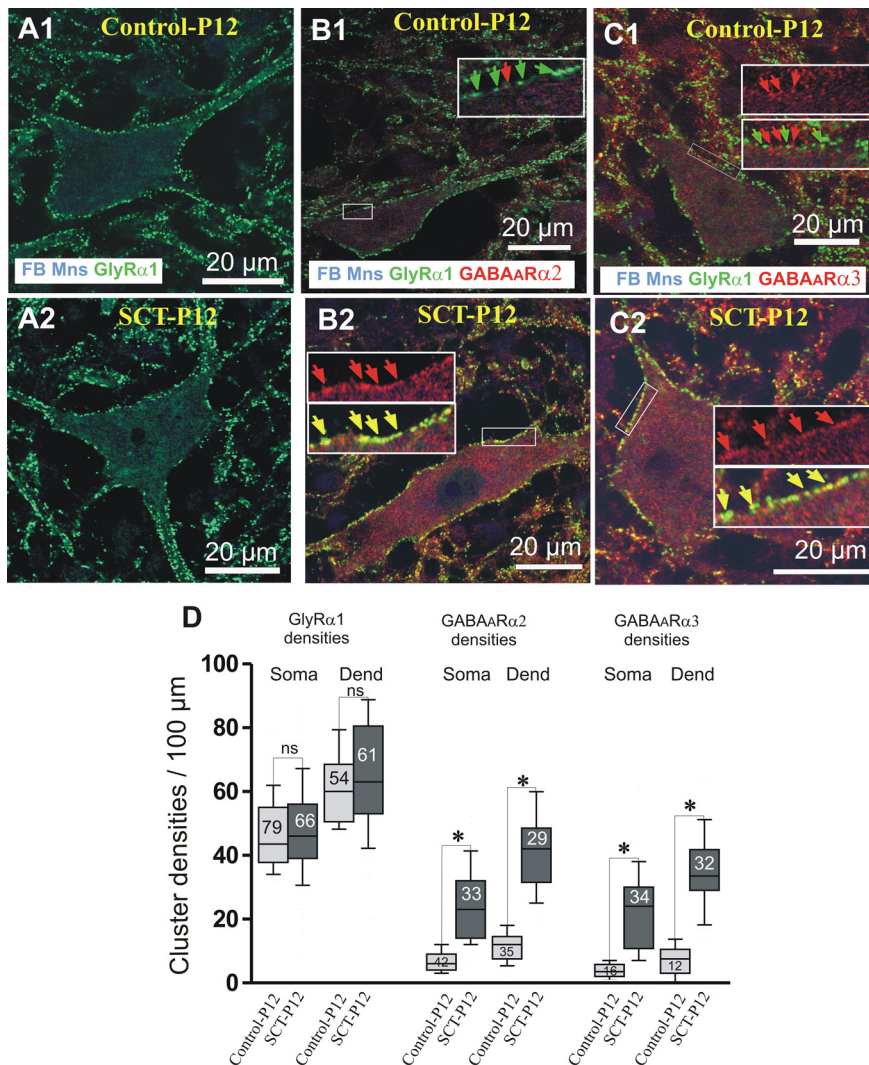 A1
Control-P12
FB Mns GlyRα1
20 µm
B1
Control-P12
20 µm
FB Mns GlyRα1 GABAARα2
C1
Control-P12
20 µm
FB Mns GlyRα1 GABAARα3
A2
SCT-P12
20 µm
B2
SCT-P12
20 µm
C2
SCT-P12
20 µm
D
GlyRα1
densities
GABAARα2
densities
GABAARα3
densities
Soma Dend
Soma Dend
Soma Dend
Cluster densities / 100 µm
100
80
60
40
20
0
ns
ns
*
*
*
*
79
66
54
61
42
33
35
29
16
34
12
32
Control-P12
SCT-P12
Control-P12
SCT-P12
Control-P12
SCT-P12
Control-P12
SCT-P12
Control-P12
SCT-P12
Control-P12
SCT-P12